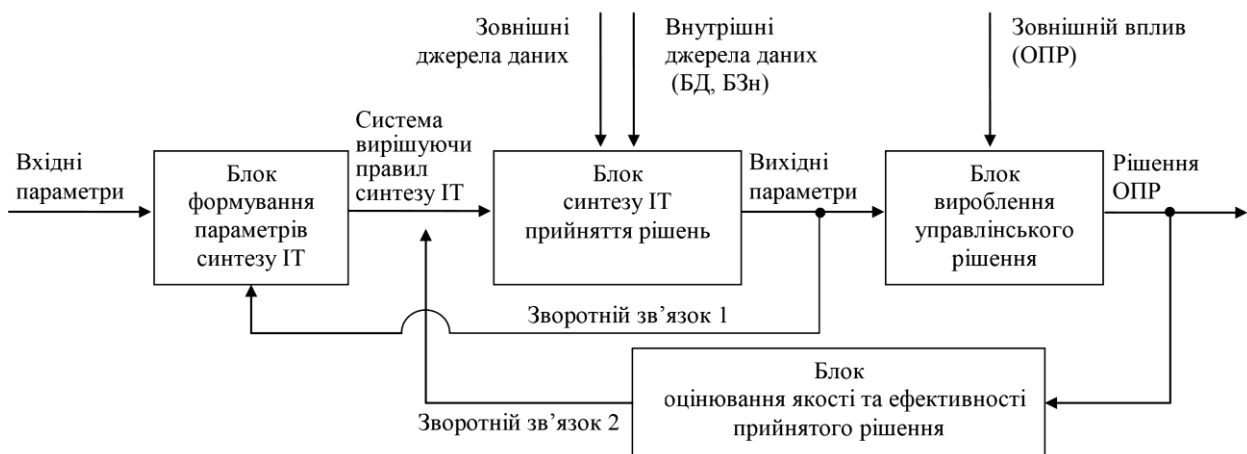 Зовнішні
джерела даних
Внутрішні
джерела даних
(БД, БЗн)
Зовнішній вплив
(ОПР)
Вхідні
параметри
Блок
формування
параметрів
синтезу ІТ
Система
вирішуючи
правил
синтезу ІТ
Блок
синтезу ІТ
прийняття рішень
Вихідні
параметри
Блок
вироблення
управлінського
рішення
Рішення
ОПР
Зворотній зв’язок 1
Блок
оцінювання якості та ефективності
прийнятого рішення
Зворотній зв’язок 2